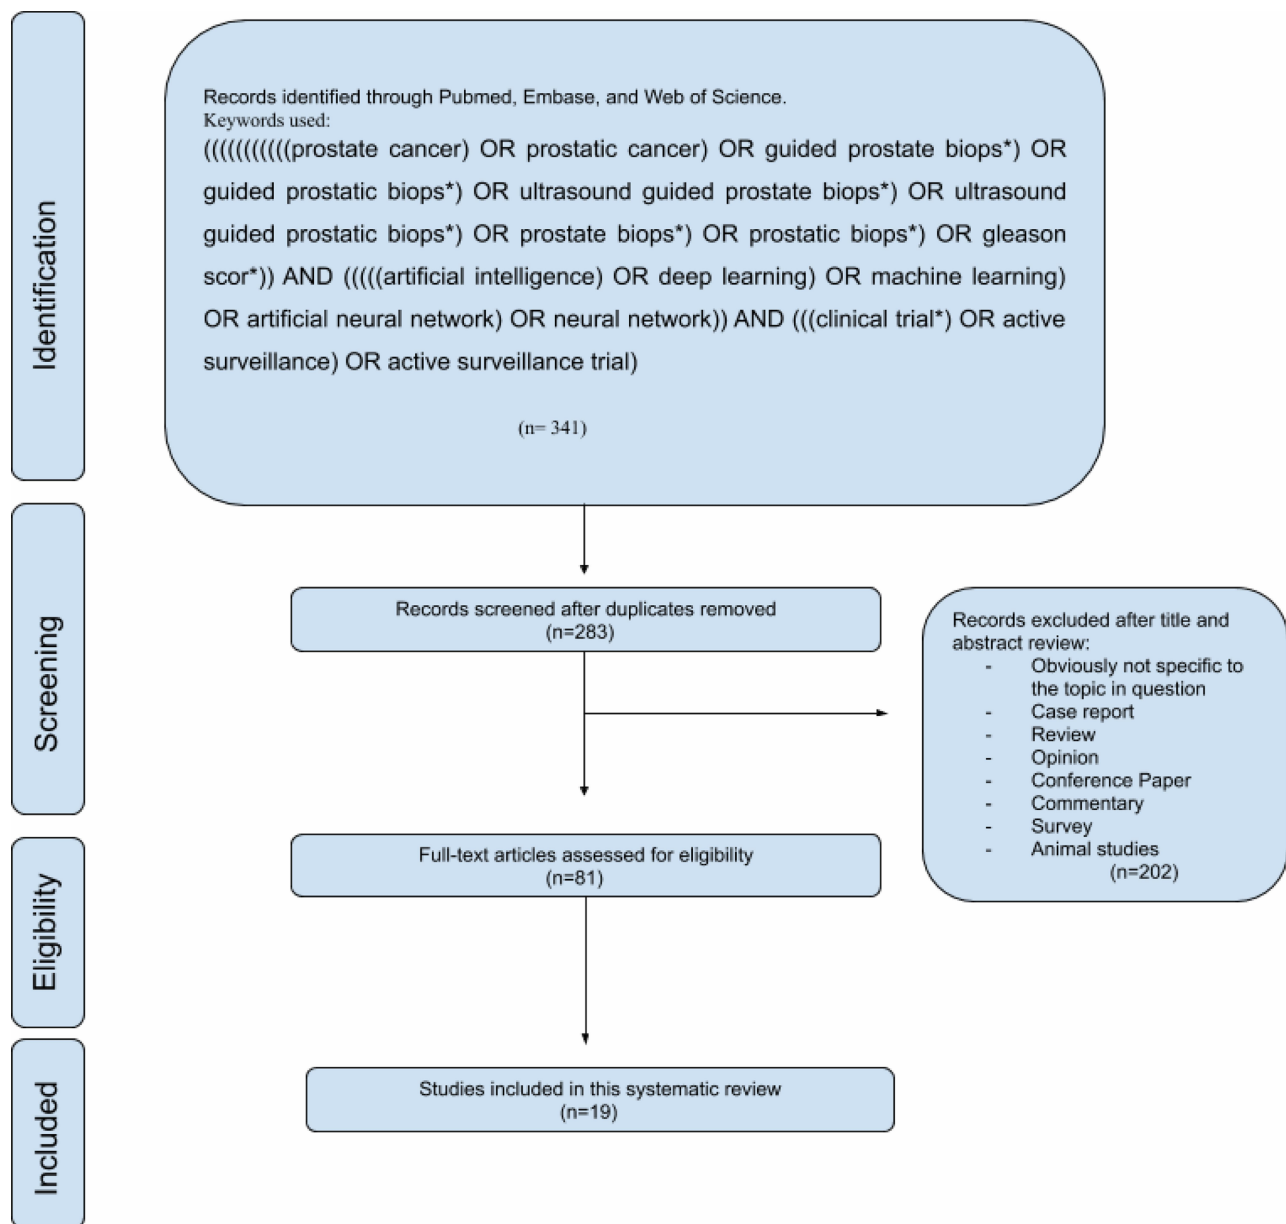 Identification
Records identified through Pubmed, Embase, and Web of Science.
Keywords used:
(((((((((((prostate cancer) OR prostatic cancer) OR guided prostate biops*) OR
guided prostatic biops*) OR ultrasound guided prostate biops*) OR ultrasound
guided prostatic biops*) OR prostate biops*) OR prostatic biops*) OR gleason
scor*)) AND (((((artificial intelligence) OR deep learning) OR machine learning)
OR artificial neural network) OR neural network)) AND (((clinical trial*) OR active
surveillance) OR active surveillance trial)
(n= 341)
Screening
Records screened after duplicates removed
(n=283)
Records excluded after title and
abstract review:
- Obviously not specific to
the topic in question
- Case report
- Review
- Opinion
- Conference Paper
- Commentary
- Survey
- Animal studies
(n=202)
Eligibility
Full-text articles assessed for eligibility
(n=81)
Included
Studies included in this systematic review
(n=19)